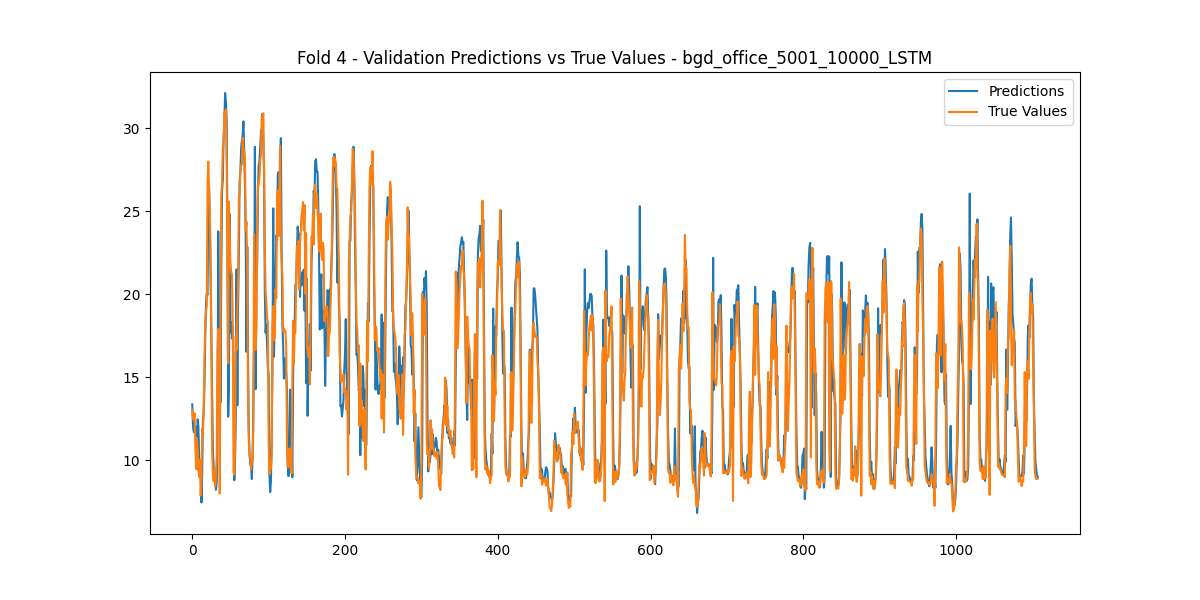 Fold 4 - Validation Predictions vs True Values - bgd_office_5001_10000_LSTM
Predictions
True Values
30
25
20
15
10
0 200 400 600 800 1000